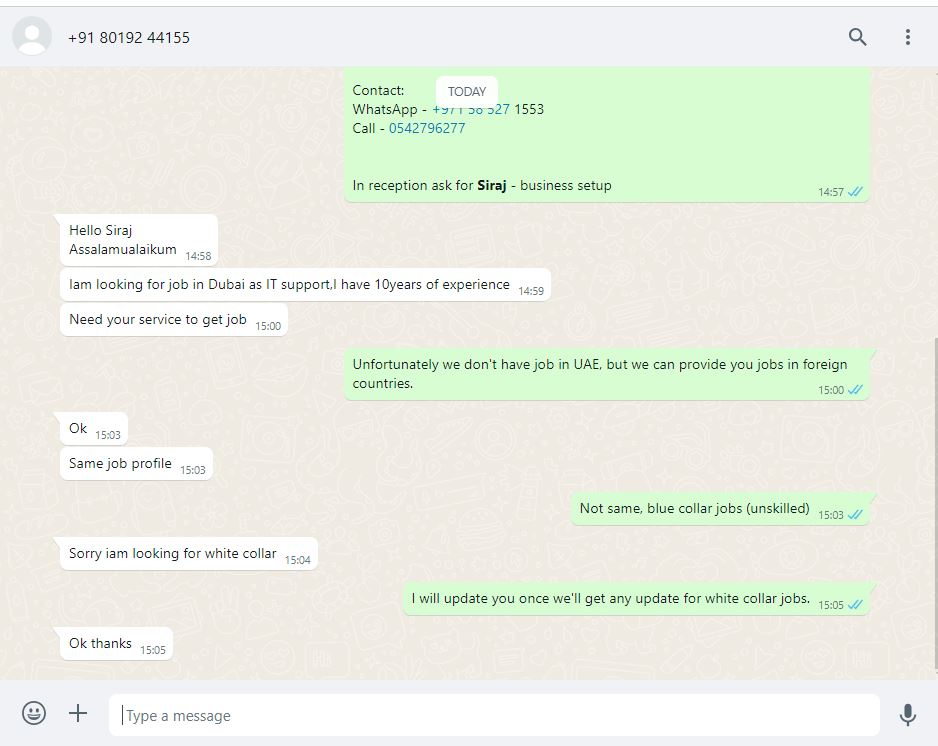 +91 80192 44155
TODAY
Contact:
WhatsApp - +971 58 527 1553
Call - 0542796277
In reception ask for Siraj - business setup
14:57
Hello Siraj
Assalamualaikum 14:58
Iam looking for job in Dubai as IT support,I have 10years of experience 14:59
Need your service to get job 15:00
Unfortunately we don't have job in UAE, but we can provide you jobs in foreign
countries.
15:00
Ok 15:03
Same job profile 15:03
Not same, blue collar jobs (unskilled) 15:03
Sorry iam looking for white collar 15:04
I will update you once we'll get any update for white collar jobs. 15:05
Ok thanks 15:05
Type a message